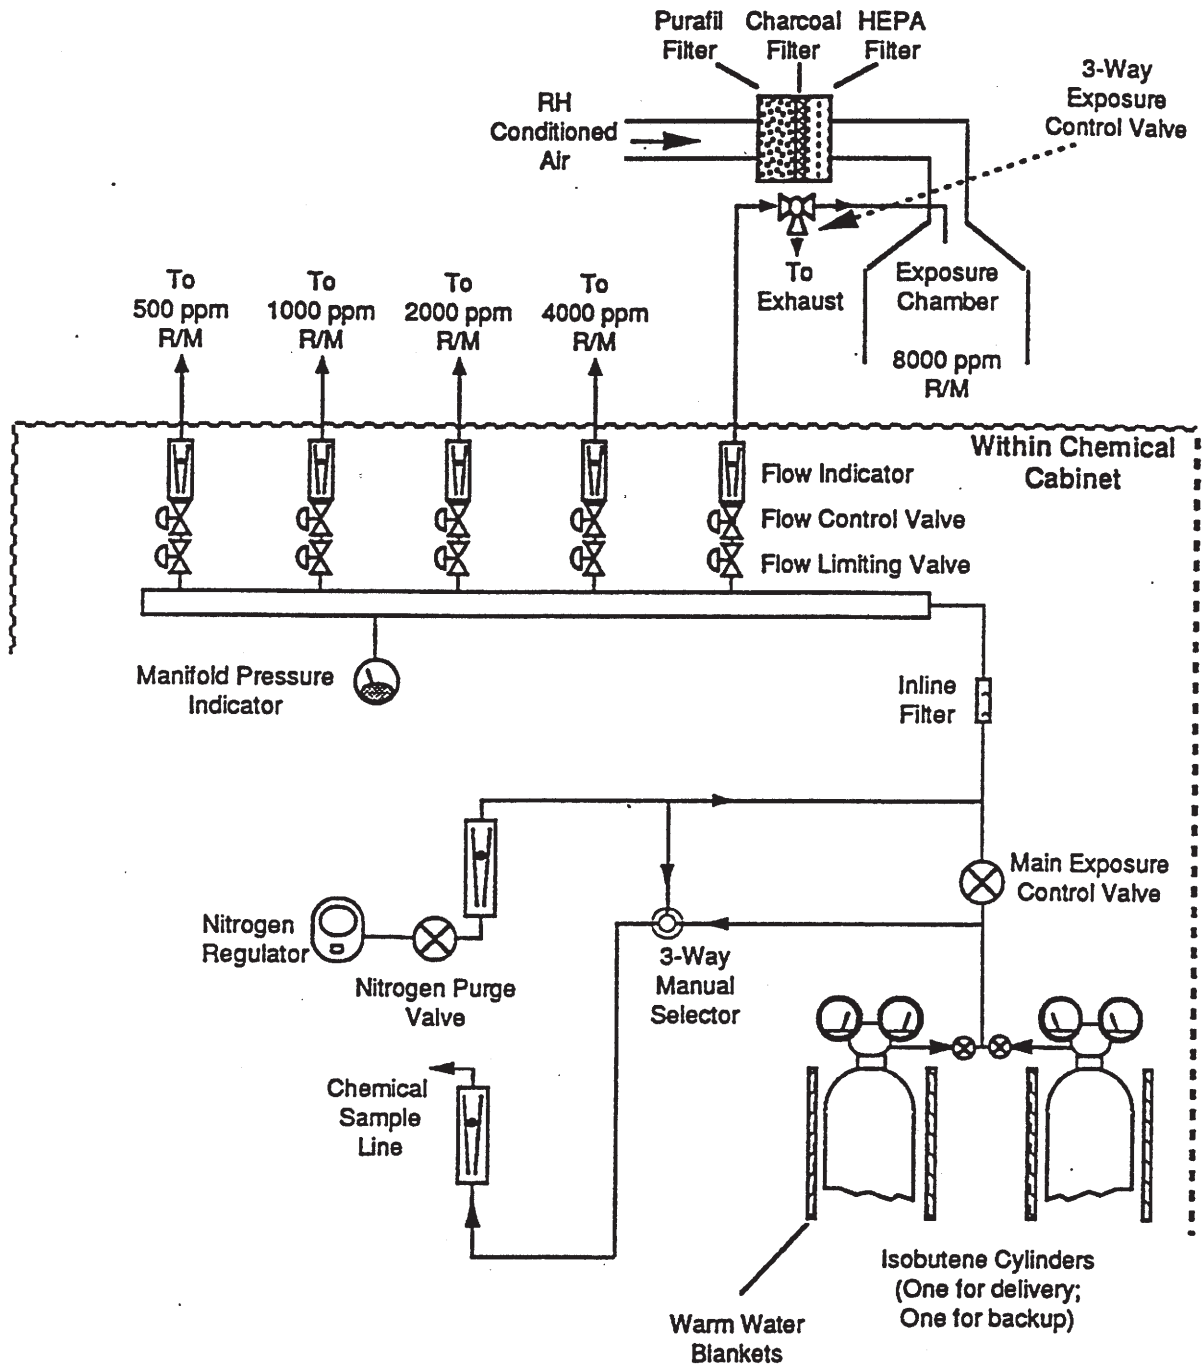 Purafil
Filter
Charcoal
Filter
HEPA
Filter
3-Way
Exposure
Control Valve
RH
Conditioned
Air
To
Exhaust
Exposure
Chamber
8000 ppm
R/M
To
500 ppm
R/M
To
1000 ppm
R/M
To
2000 ppm
R/M
To
4000 ppm
R/M
Within Chemical
Cabinet
Flow Indicator
Flow Control Valve
Flow Limiting Valve
Manifold Pressure
Indicator
Inline
Filter
Main Exposure
Control Valve
Nitrogen
Regulator
Nitrogen Purge
Valve
3-Way
Manual
Selector
Chemical
Sample
Line
Isobutene Cylinders
(One for delivery;
One for backup)
Warm Water
Blankets